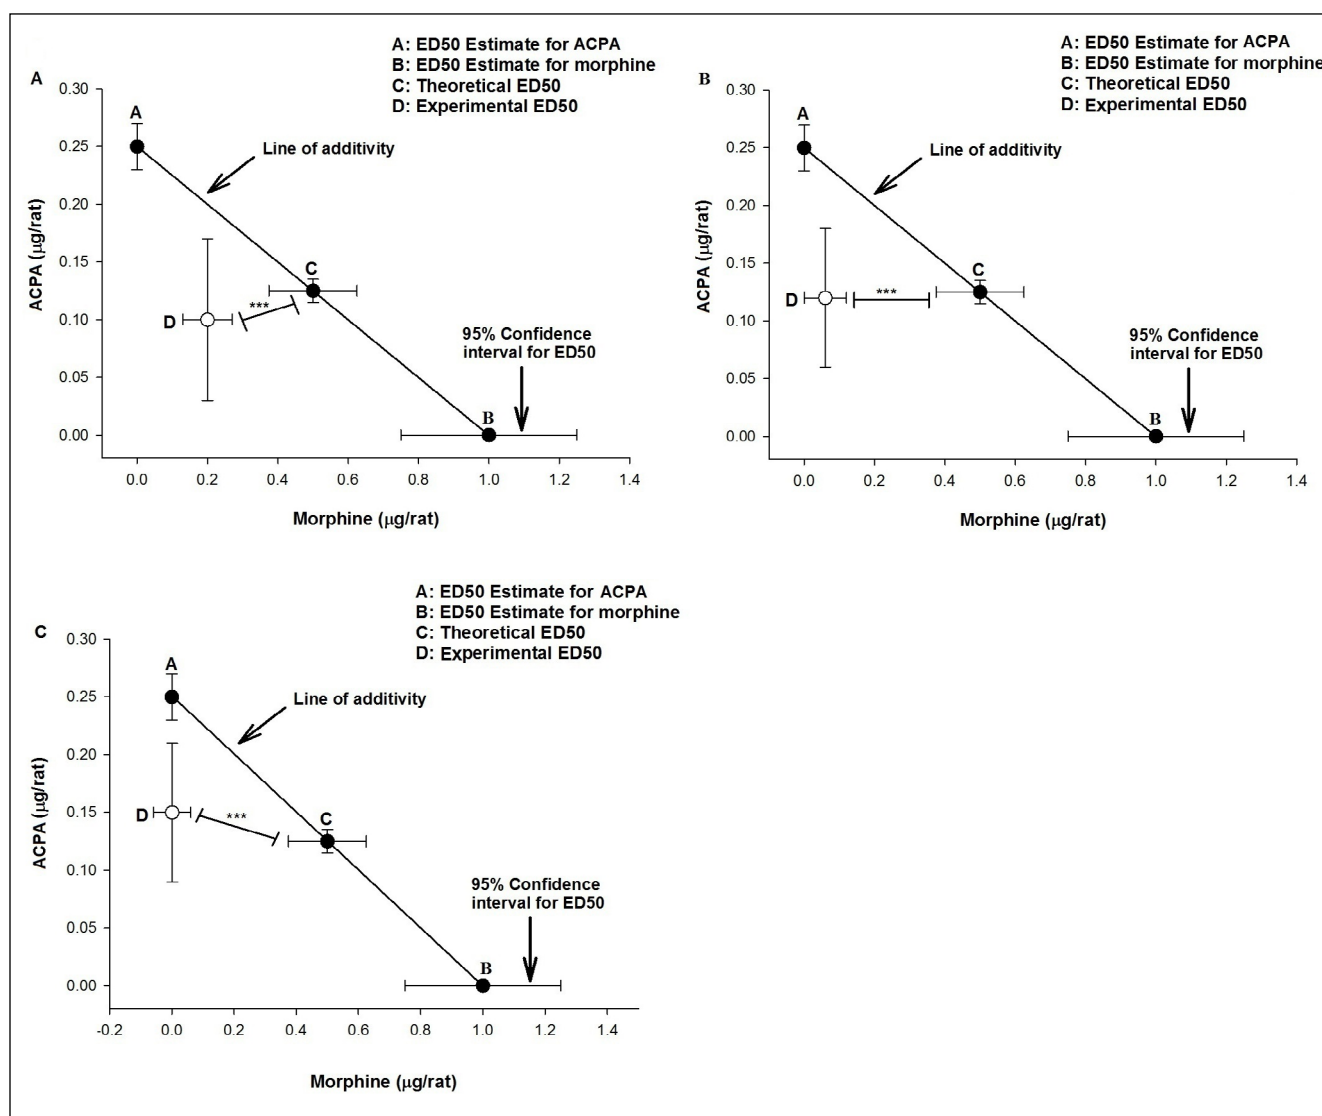 A
A: ED50 Estimate for ACPA
B: ED50 Estimate for morphine
C: Theoretical ED50
D: Experimental ED50
0.30
0.25
0.20
0.15
0.10
0.05
0.00
ACPA (μg/rat)
A
Line of additivity
C
***
D
95% Confidence
interval for ED50
B
0.0 0.2 0.4 0.6 0.8 1.0 1.2 1.4
Morphine (μg/rat)
B
A: ED50 Estimate for ACPA
B: ED50 Estimate for morphine
C: Theoretical ED50
D: Experimental ED50
0.30
0.25
0.20
0.15
0.10
0.05
0.00
ACPA (μg/rat)
A
Line of additivity
C
***
D
95% Confidence
interval for ED50
B
0.0 0.2 0.4 0.6 0.8 1.0 1.2 1.4
Morphine (μg/rat)
C
A: ED50 Estimate for ACPA
B: ED50 Estimate for morphine
C: Theoretical ED50
D: Experimental ED50
0.30
0.25
0.20
0.15
0.10
0.05
0.00
ACPA (μg/rat)
A
Line of additivity
D
***
C
95% Confidence
interval for ED50
B
-0.2 0.0 0.2 0.4 0.6 0.8 1.0 1.2 1.4
Morphine (μg/rat)